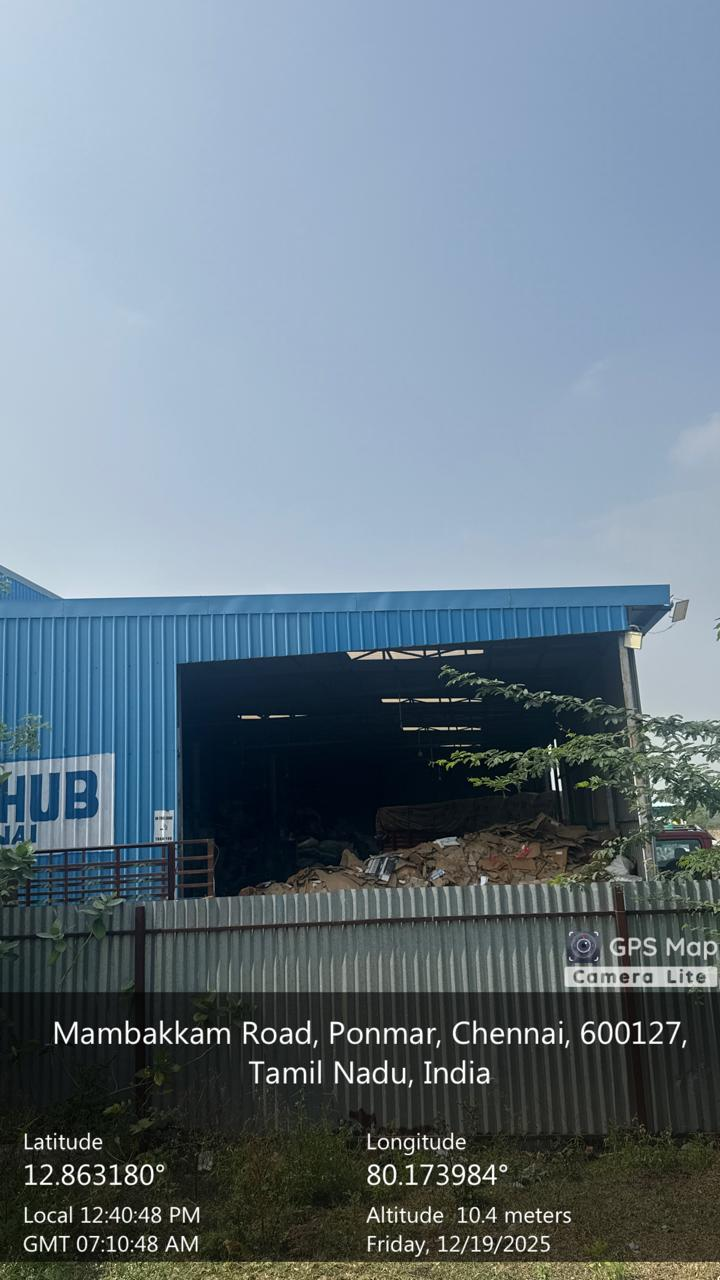 HUB
NAI
GPS Map
Camera Lite
Mambakkam Road, Ponmar, Chennai, 600127,
Tamil Nadu, India
Latitude
12.863180°
Longitude
80.173984°
Local 12:40:48 PM
GMT 07:10:48 AM
Altitude 10.4 meters
Friday, 12/19/2025